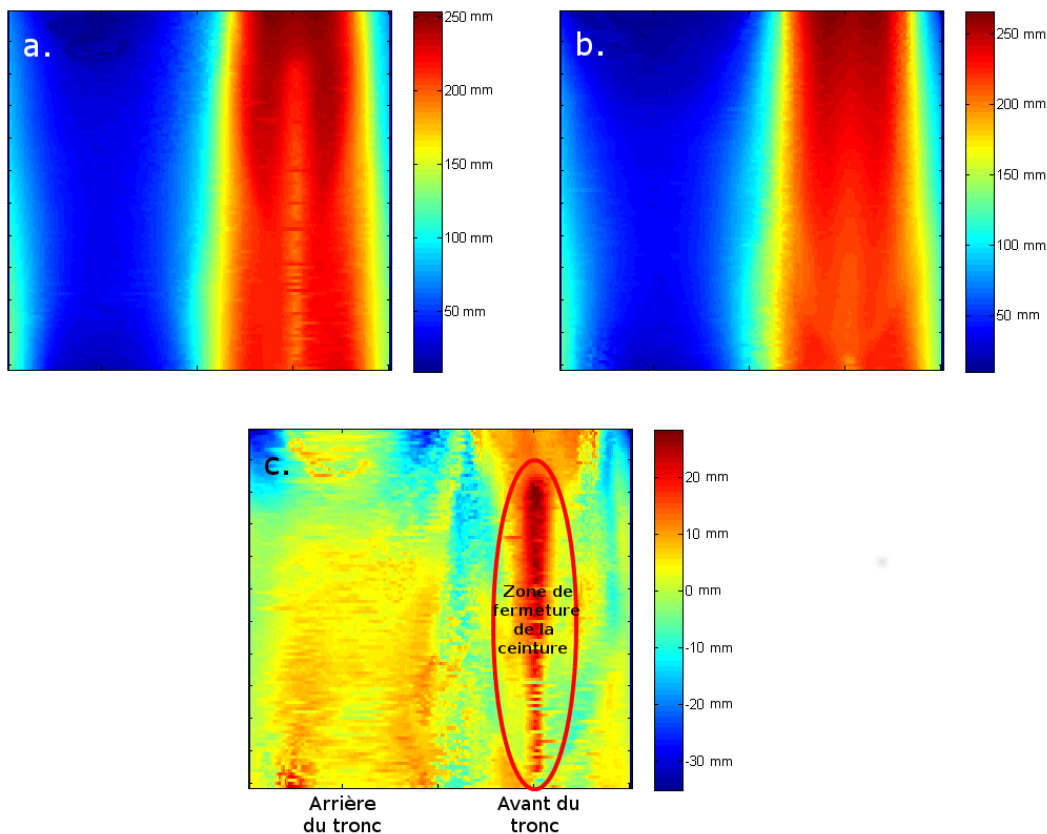 a.
250 mm
200 mm
150 mm
100 mm
50 mm
b.
250 mm
200 mm
150 mm
100 mm
50 mm
c.
20 mm
10 mm
0 mm
-10 mm
-20 mm
-30 mm
Zone de
fermeture
de la
ceinture
Arrière
du tronc
Avant du
tronc